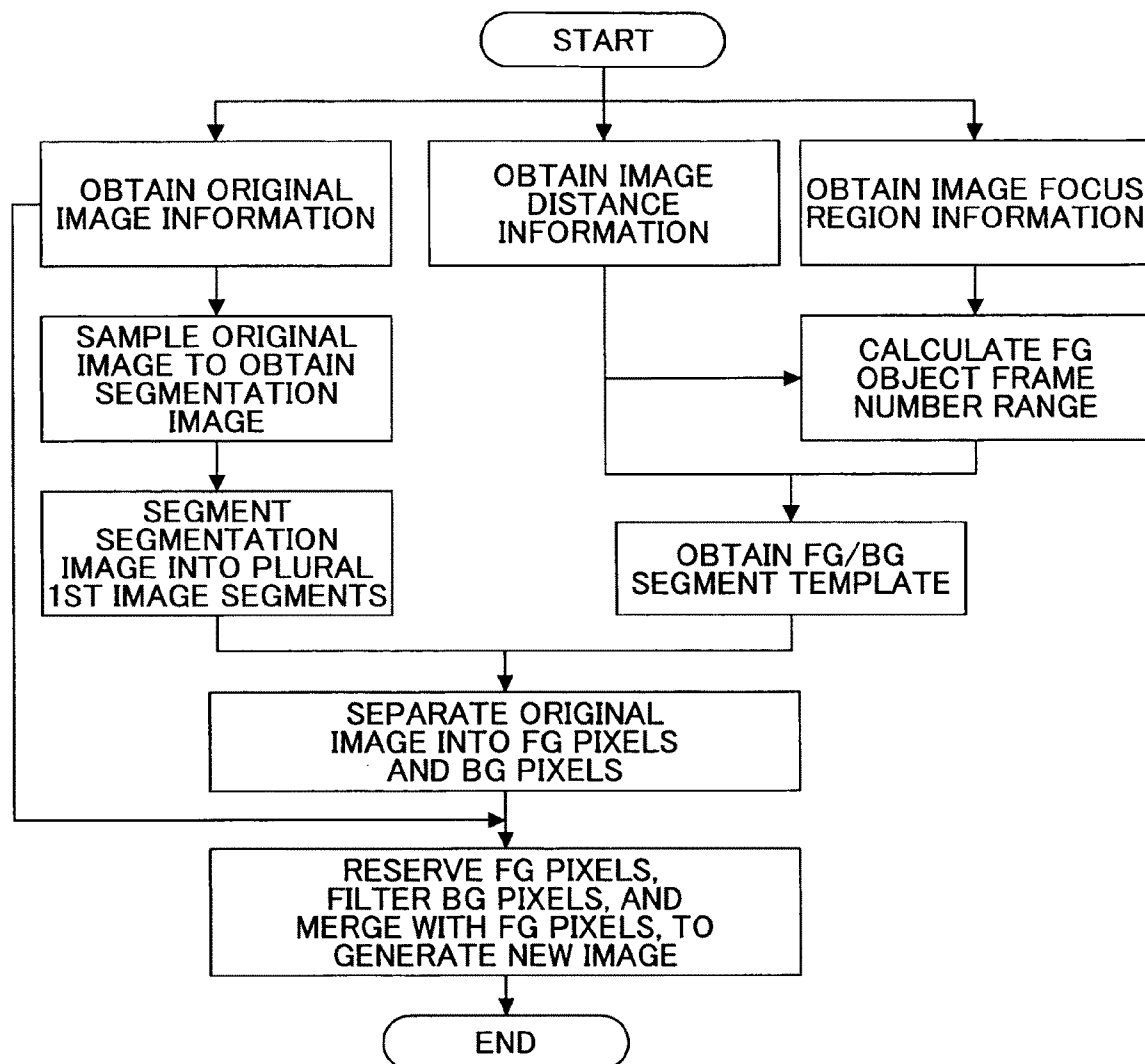 START
OBTAIN ORIGINAL
IMAGE INFORMATION
OBTAIN IMAGE
DISTANCE
INFORMATION
OBTAIN IMAGE FOCUS
REGION INFORMATION
SAMPLE ORIGINAL
IMAGE TO OBTAIN
SEGMENTATION
IMAGE
CALCULATE FG
OBJECT FRAME
NUMBER RANGE
SEGMENT
SEGMENTATION
IMAGE INTO PLURAL
1ST IMAGE SEGMENTS
OBTAIN FG/BG
SEGMENT TEMPLATE
SEPARATE ORIGINAL
IMAGE INTO FG PIXELS
AND BG PIXELS
RESERVE FG PIXELS,
FILTER BG PIXELS, AND
MERGE WITH FG PIXELS, TO
GENERATE NEW IMAGE
END